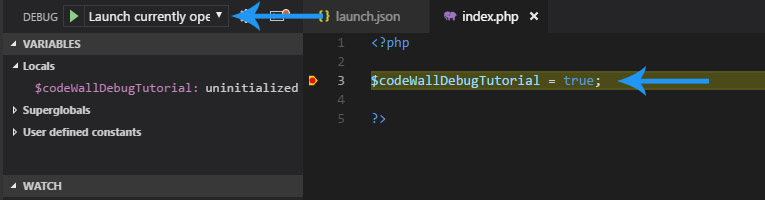 DEBUG Launch currently ope
VARIABLES
Locals
$codeWallDebugTutorial: uninitialized
Superglobals
User defined constants
WATCH
{} launch.json
index.php
1 <?php
2
3 $codeWallDebugTutorial = true;
4
5 ?>